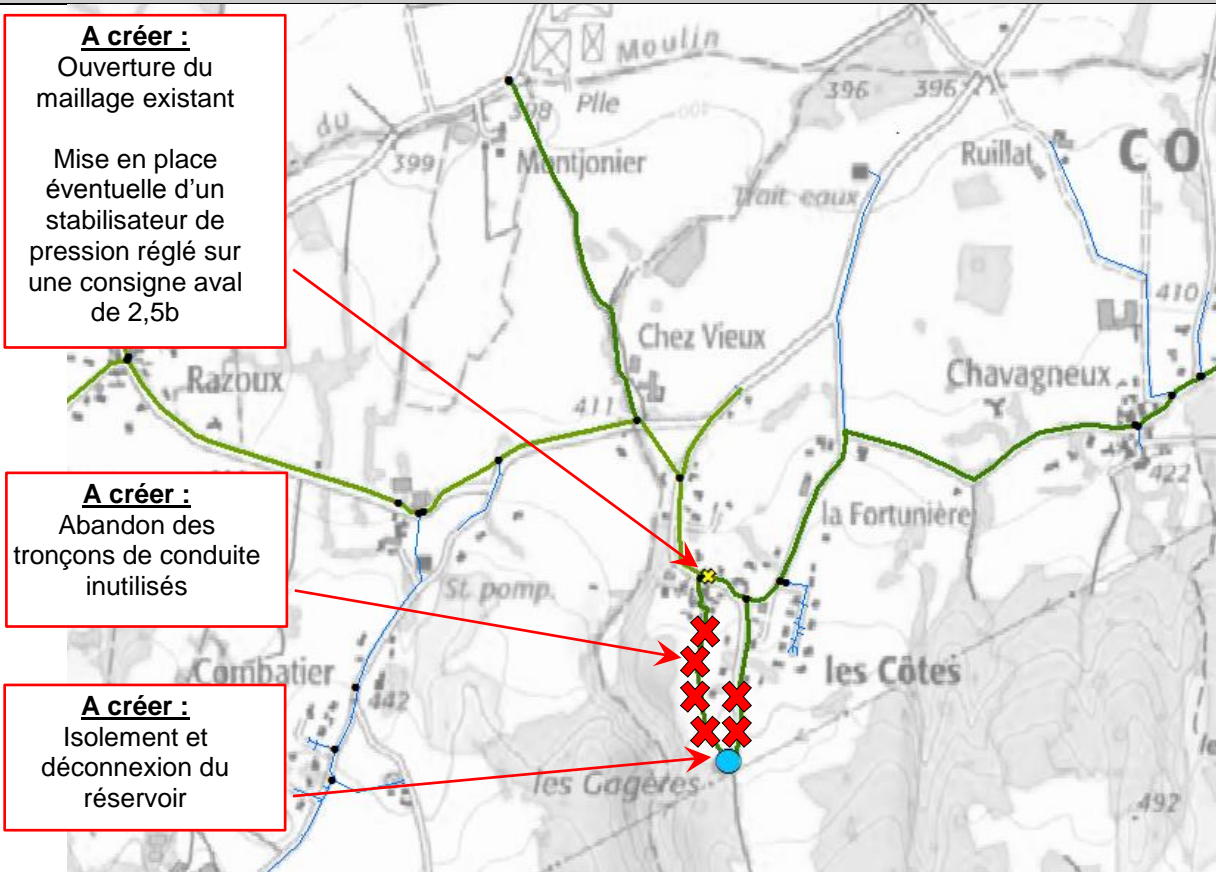 A créer :
Ouverture du
maillage existant
Mise en place
éventuelle d'un
stabilisateur de
pression réglé sur
une consigne aval
de 2,5b
A créer :
Abandon des
tronçons de conduite
inutilisés
A créer :
Isolement et
déconnexion du
réservoir
Moulin
du
Pile
398
399
Montjonier
396
396
Ruillat
CO
Trait. eaux
410
Chez Vieux
Razoux
411
Chavagneux
422
la Fortunière
St. pomp.
Combatier
442
les Côtes
les Gagères
492